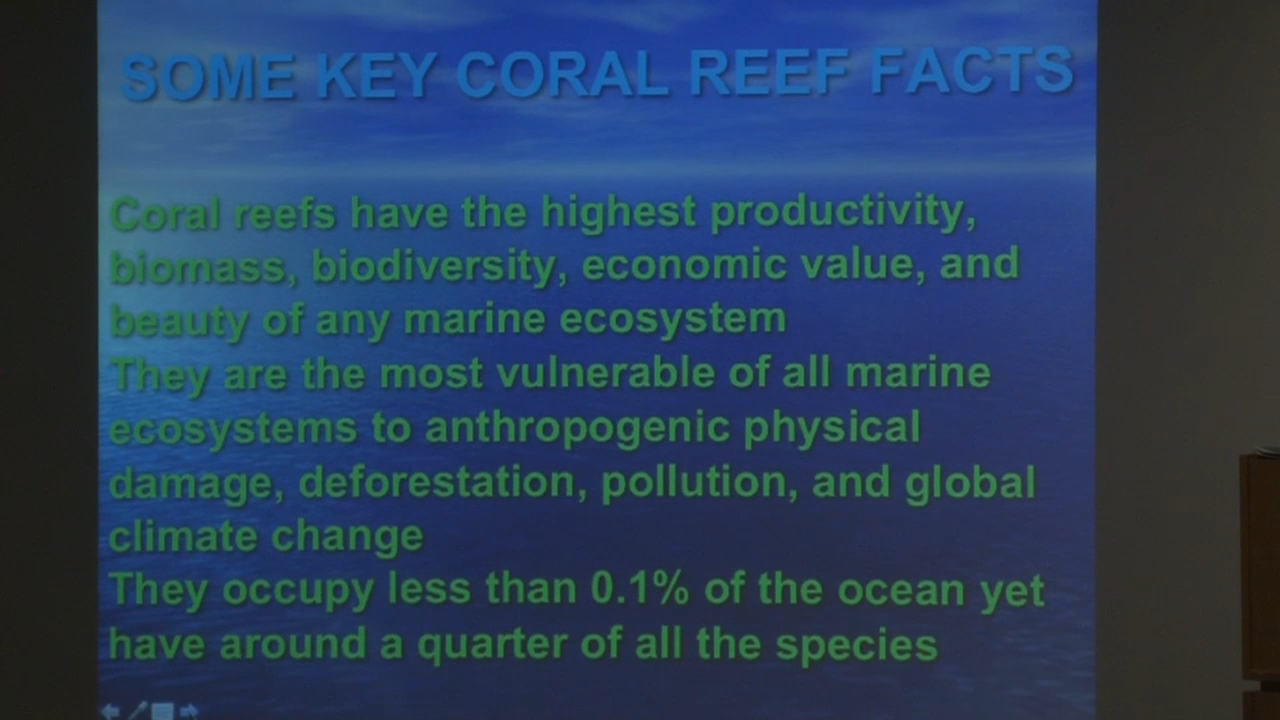 SOME KEY CORAL REEF FACTS
Coral reefs have the highest productivity,
biomass, biodiversity, economic value, and
beauty of any marine ecosystem
They are the most vulnerable of all marine
ecosystems to anthropogenic physical
damage, deforestation, pollution, and global
climate change
They occupy less than 0.1% of the ocean yet
have around a quarter of all the species